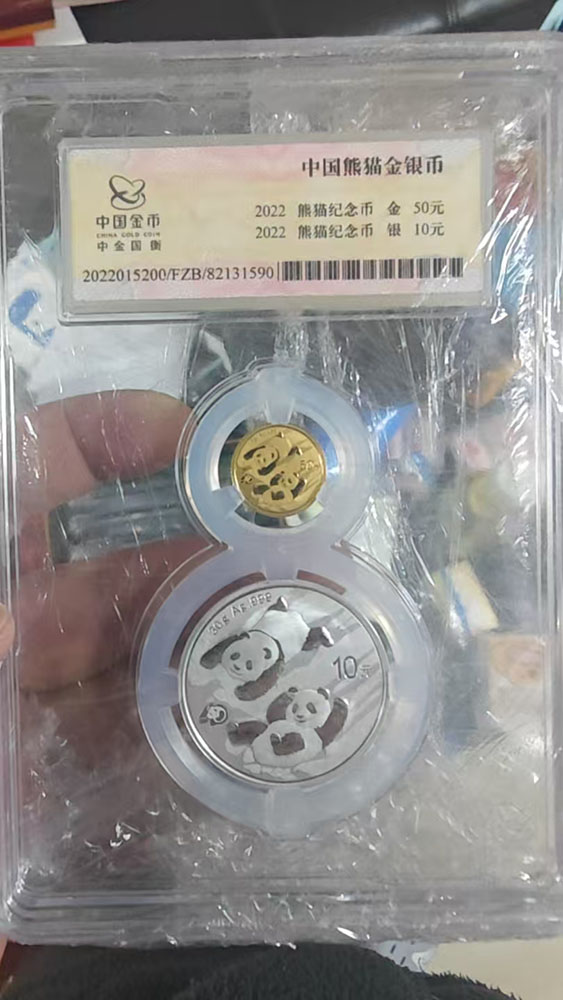 中国熊猫金银币
中国金币
CHINA GOLD COIN
中金国衡
2022 熊猫纪念币 金 50元
2022 熊猫纪念币 银 10元
2022015200/FZB/82131590
30g Ag 999
10元